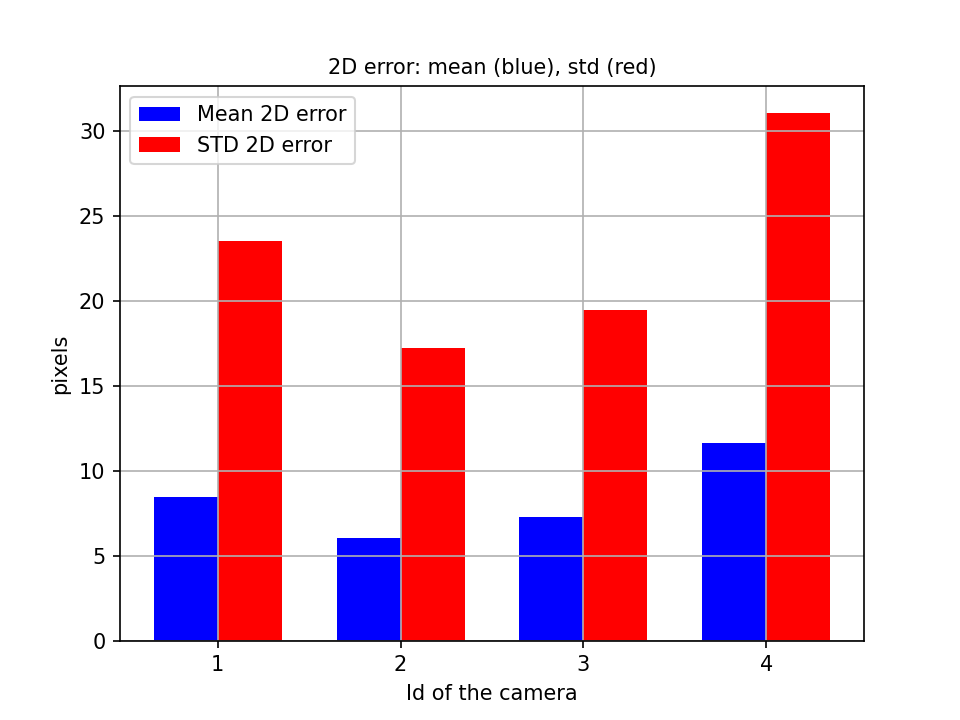 2D error: mean (blue), std (red)
Mean 2D error
STD 2D error
30
25
20
15
10
5
0
pixels
1 2 3 4
Id of the camera